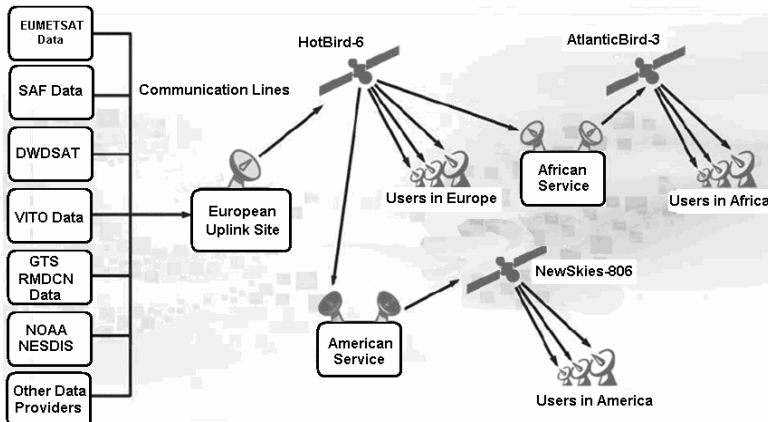 EUMETSAT
Data
SAF Data
DWDSAT
VITO Data
GTS
RMDCN
Data
NOAA
NESDIS
Other Data
Providers
Communication Lines
European
Uplink Site
HotBird-6
Users in Europe
African
Service
AtlanticBird-3
Users in Africa
American
Service
NewSkies-806
Users in America